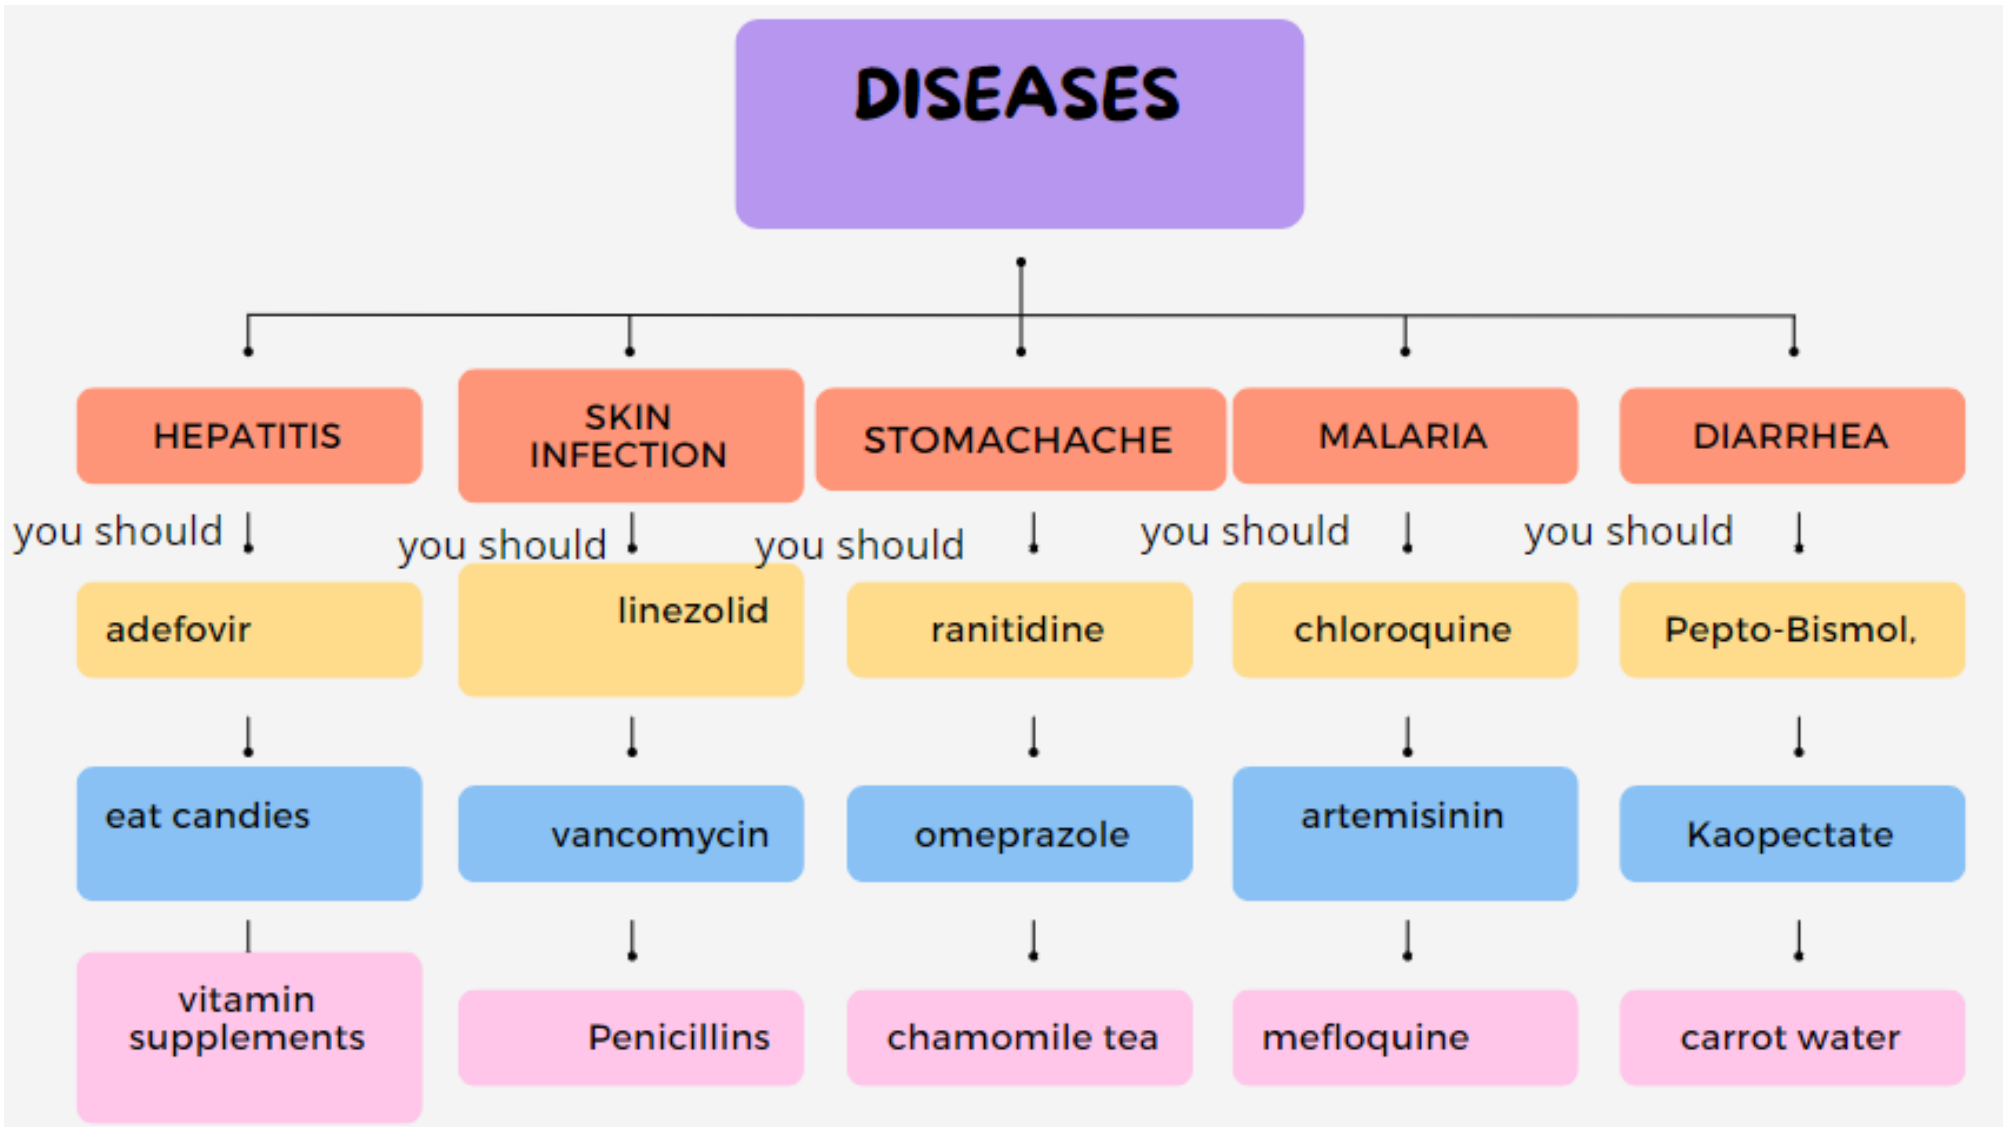 DISEASES
HEPATITIS
SKIN
INFECTION
STOMACHACHE
MALARIA
DIARRHEA
you should
you should
you should
you should
you should
adefovir
linezolid
ranitidine
chloroquine
Pepto-Bismol,
eat candies
vancomycin
omeprazole
artemisinin
Kaopectate
vitamin
supplements
Penicillins
chamomile tea
mefloquine
carrot water